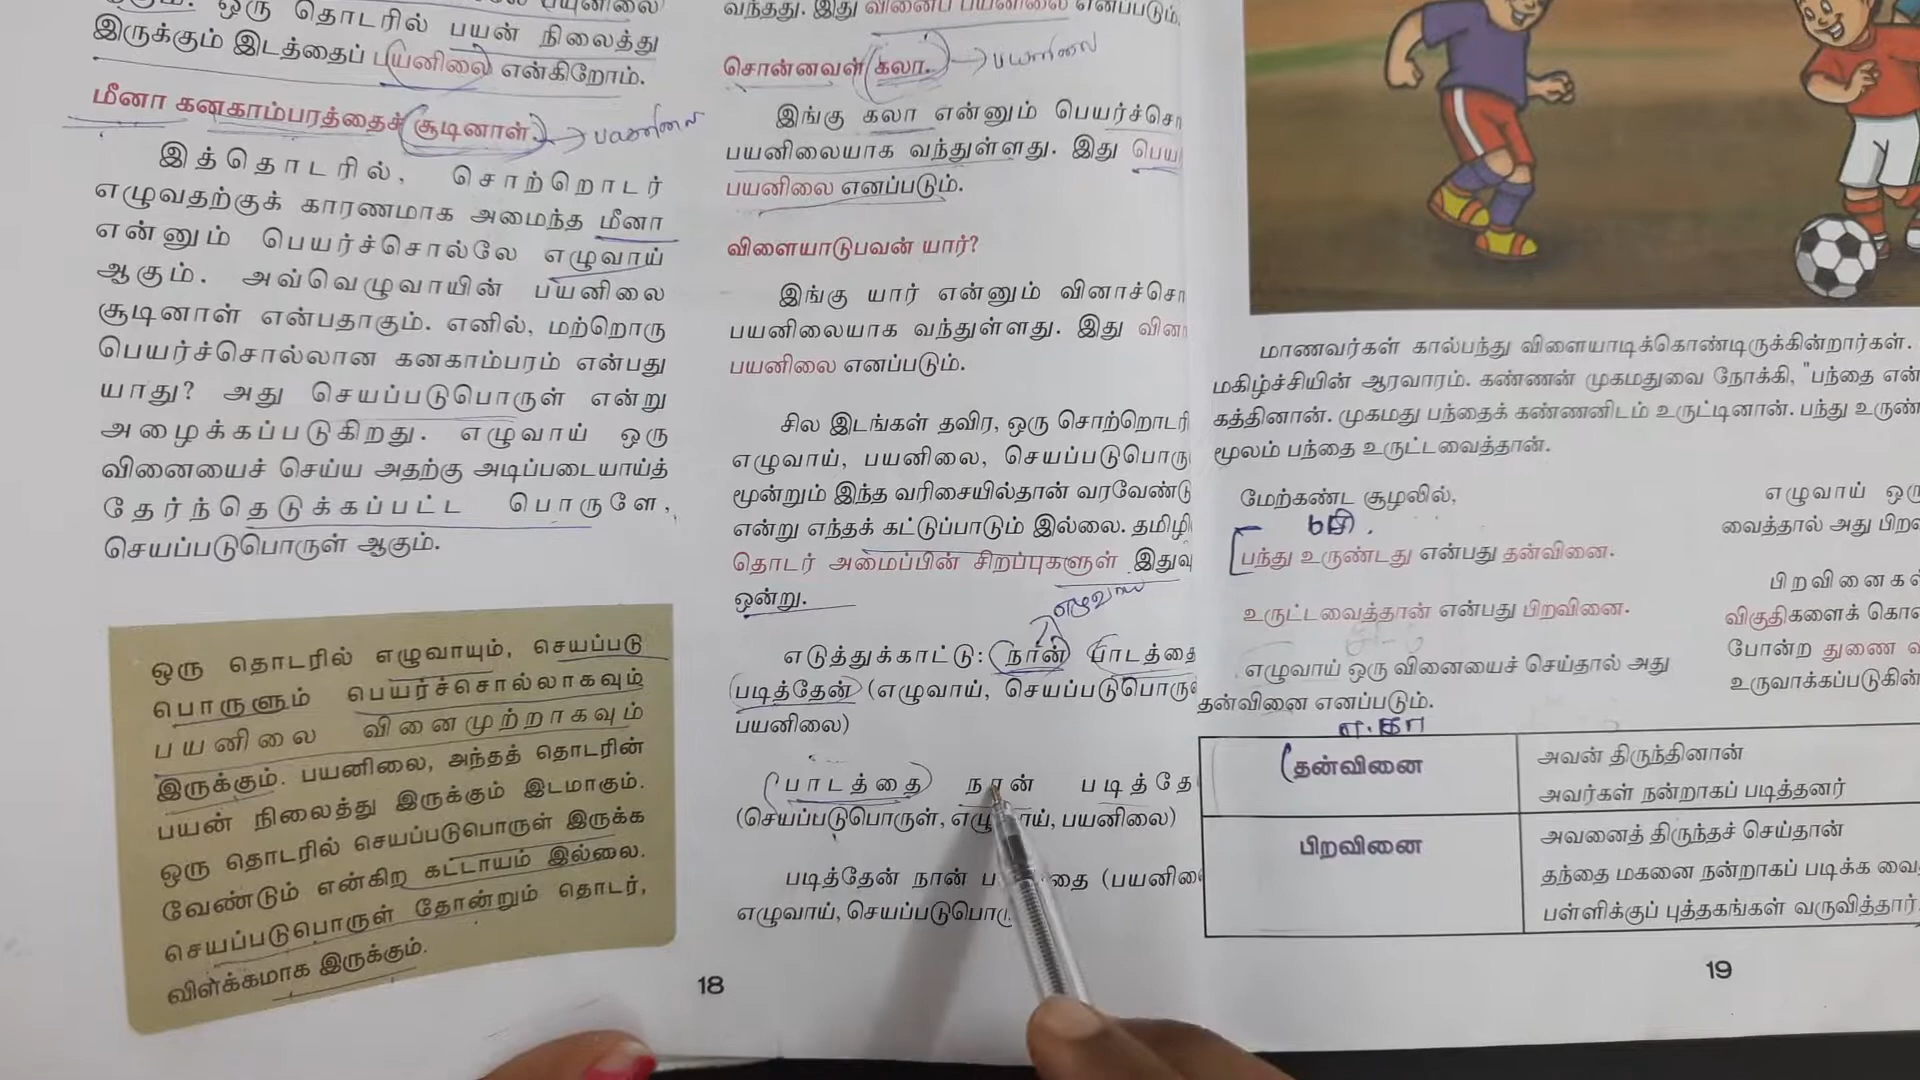 ஒரு தொடரில் பயன் நிலைத்து
இருக்கும் இடத்தைப் பயனிலை என்கிறோம்.
மீனா கனகாம்பரத்தைச் சூடினாள். பயனிலை
இத்தொடரில், சொற்றொடர்
எழுவதற்குக் காரணமாக அமைந்த மீனா
என்னும் பெயர்ச்சொல்லே எழுவாய்
ஆகும். அவ்வெழுவாயின் பயனிலை
சூடினாள் என்பதாகும். எனில், மற்றொரு
பெயர்ச்சொல்லான கனகாம்பரம் என்பது
யாது? அது செயப்படுபொருள் என்று
அழைக்கப்படுகிறது. எழுவாய் ஒரு
வினையைச் செய்ய அதற்கு அடிப்படையாய்த்
தேர்ந்தெடுக்கப்பட்ட பொருளே,
செயப்படுபொருள் ஆகும்.
ஒரு தொடரில் எழுவாயும், செயப்படு
பொருளும் பெயர்ச்சொல்லாகவும்
பயனிலை வினைமுற்றாகவும்
இருக்கும். பயனிலை, அந்தத் தொடரின்
பயன் நிலைத்து இருக்கும் இடமாகும்.
ஒரு தொடரில் செயப்படுபொருள் இருக்க
வேண்டும் என்கிற கட்டாயம் இல்லை.
செயப்படுபொருள் தோன்றும் தொடர்,
விளக்கமாக இருக்கும்.
வந்தது. இது வினைப் பயனிலை எனப்படும்.
சொன்னவள் கலா. பயனிலை
இங்கு கலா என்னும் பெயர்ச்சொ
பயனிலையாக வந்துள்ளது. இது பெய
பயனிலை எனப்படும்.
விளையாடுபவன் யார்?
இங்கு யார் என்னும் வினாச்சொ
பயனிலையாக வந்துள்ளது. இது வினா
பயனிலை எனப்படும்.
சில இடங்கள் தவிர, ஒரு சொற்றொடரி
எழுவாய், பயனிலை, செயப்படுபொரு
மூன்றும் இந்த வரிசையில்தான் வரவேண்டு
என்று எந்தக் கட்டுப்பாடும் இல்லை. தமிழி
தொடர் அமைப்பின் சிறப்புகளுள் இதுவு
ஒன்று.
எழுவாய்
எடுத்துக்காட்டு: நான் பாடத்தை
படித்தேன் (எழுவாய், செயப்படுபொரு
பயனிலை)
பாடத்தை நான் படித்தே
(செயப்படுபொருள், எழுவாய், பயனிலை)
படித்தேன் நான் (பயனிலை
எழுவாய், செயப்படுபொரு
18
மாணவர்கள் கால்பந்து விளையாடிக்கொண்டிருக்கின்றார்கள்.
மகிழ்ச்சியின் ஆரவாரம். கண்ணன் முகமதுவை நோக்கி, "பந்தை என்
கத்தினான். முகமது பந்தைக் கண்ணனிடம் உருட்டினான். பந்து உருண்
மூலம் பந்தை உருட்டவைத்தான்.
மேற்கண்ட சூழலில்,
பந்து உருண்டது என்பது தன்வினை.
உருட்டவைத்தான் என்பது பிறவினை.
எழுவாய் ஒரு வினையைச் செய்தால் அது
தன்வினை எனப்படும்.
எழுவாய் ஒரு
வைத்தால் அது பிற
பிறவினைகள்
விகுதிகளைக் கொ
போன்ற துணை வ
உருவாக்கப்படுகின்
எ.கா
தன்வினை அவன் திருந்தினான்
அவர்கள் நன்றாகப் படித்தனர்
பிறவினை அவனைத் திருந்தச் செய்தான்
தந்தை மகனை நன்றாகப் படிக்க வை
பள்ளிக்குப் புத்தகங்கள் வருவித்தார்
19